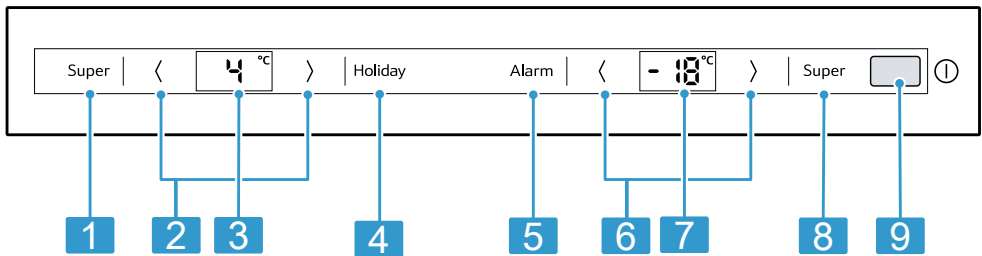 Super 〈 4 °C 〉 Holiday Alarm 〈 -18 °C 〉 Super
1 2 3 4 5 6 7 8 9